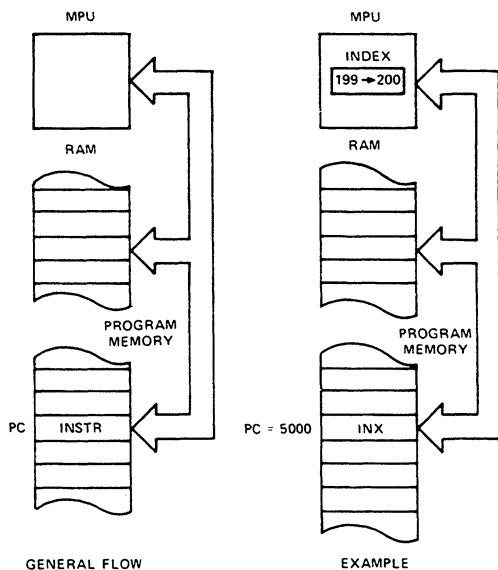 MPU
RAM
PROGRAM
MEMORY
PC
INSTR
GENERAL FLOW
MPU
INDEX
199 → 200
RAM
PROGRAM
MEMORY
PC = 5000
INX
EXAMPLE